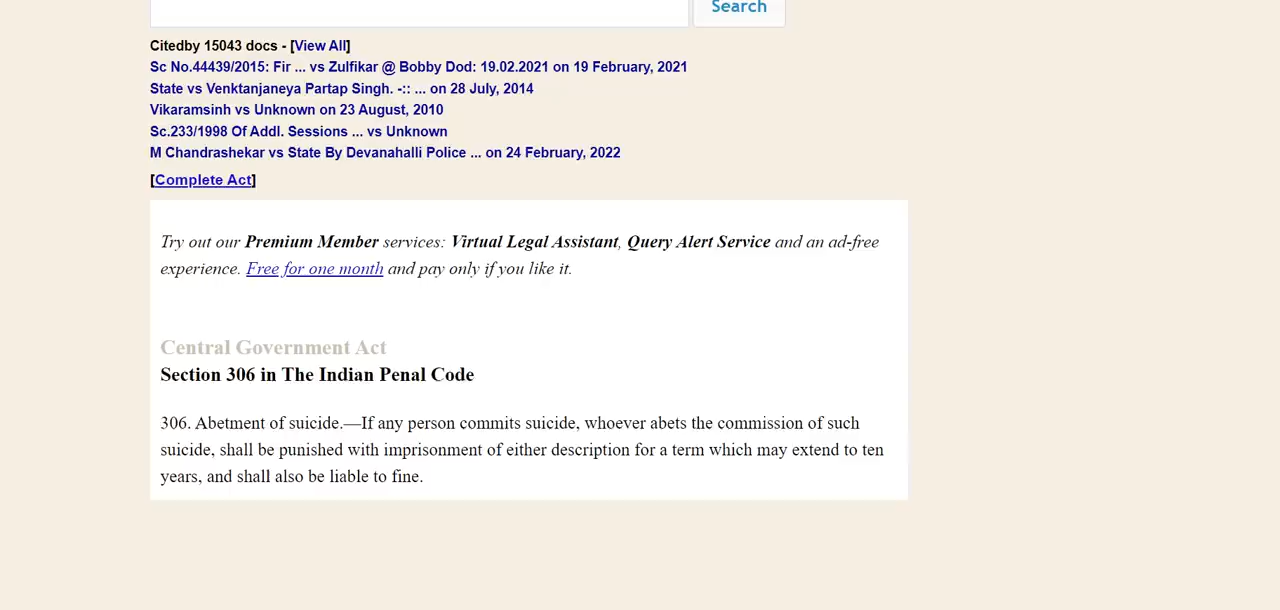 Search
Citedby 15043 docs - [View All]
Sc No.44439/2015: Fir ... vs Zulfikar @ Bobby Dod: 19.02.2021 on 19 February, 2021
State vs Venktanjaneya Partap Singh. -:: ... on 28 July, 2014
Vikaramsinh vs Unknown on 23 August, 2010
Sc.233/1998 Of Addl. Sessions ... vs Unknown
M Chandrashekar vs State By Devanahalli Police ... on 24 February, 2022
[Complete Act]
Try out our Premium Member services: Virtual Legal Assistant, Query Alert Service and an ad-free
experience. Free for one month and pay only if you like it.
Central Government Act
Section 306 in The Indian Penal Code
306. Abetment of suicide.—If any person commits suicide, whoever abets the commission of such
suicide, shall be punished with imprisonment of either description for a term which may extend to ten
years, and shall also be liable to fine.